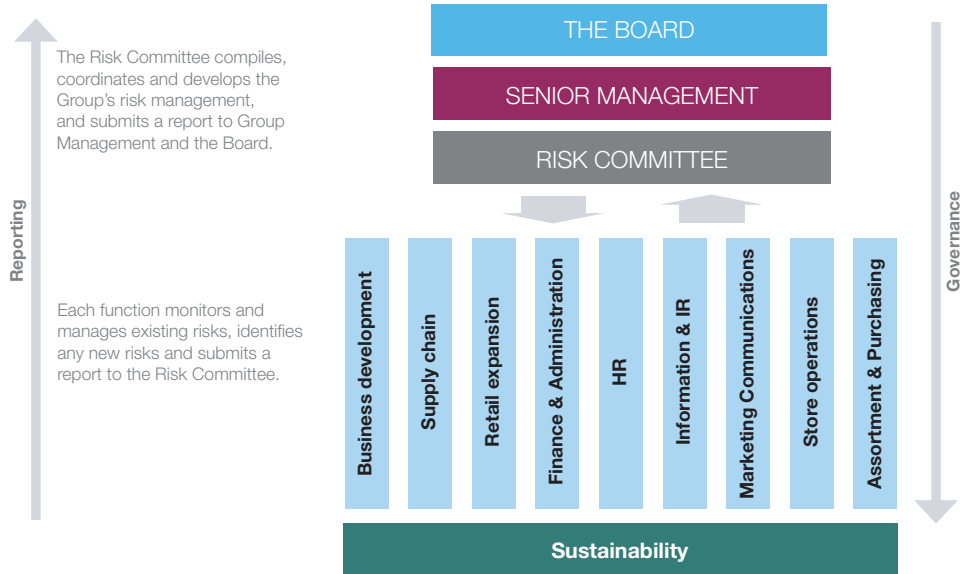 THE BOARD
The Risk Committee compiles,
coordinates and develops the
Group's risk management,
and submits a report to Group
Management and the Board.
SENIOR MANAGEMENT
RISK COMMITTEE
Reporting
Governance
Each function monitors and
manages existing risks, identifies
any new risks and submits a
report to the Risk Committee.
Business development
Supply chain
Retail expansion
Finance & Administration
HR
Information & IR
Marketing Communications
Store operations
Assortment & Purchasing
Sustainability